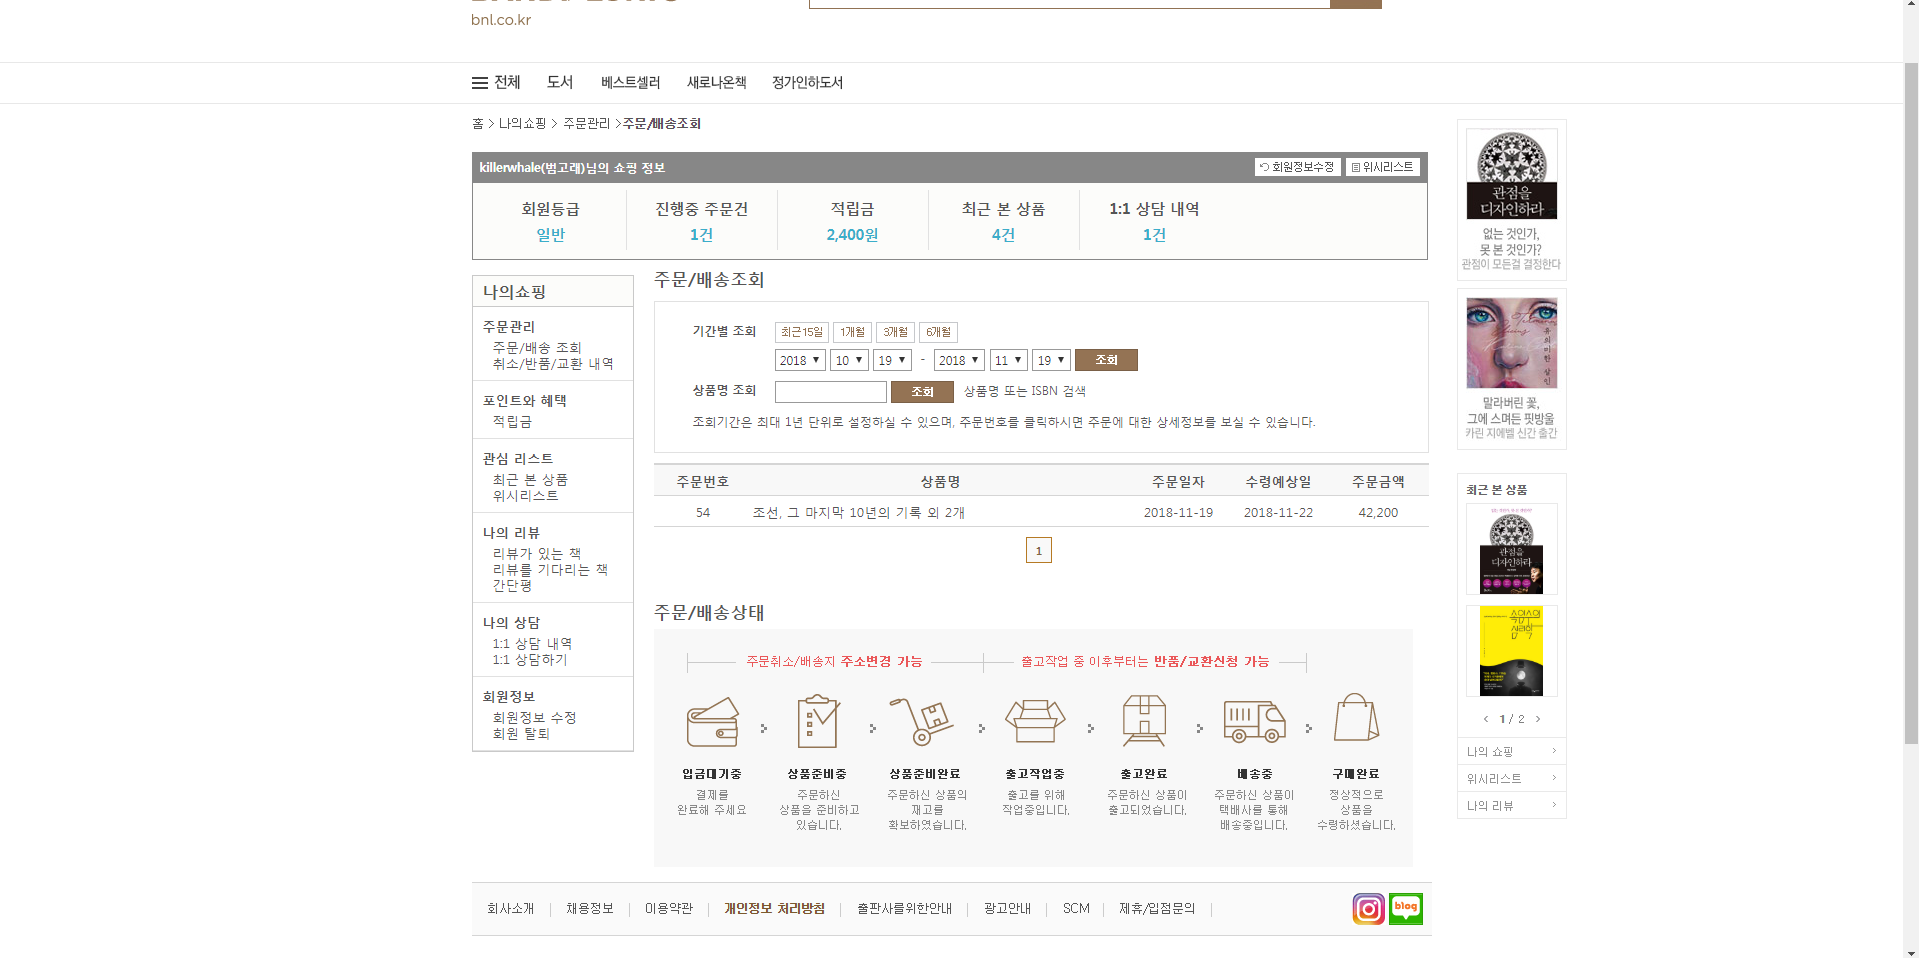 bnl.co.kr
전체 도서 베스트셀러 새로나온책 정가인하도서
홈 > 나의쇼핑 > 주문관리 >주문/배송조회
killerwhale(범고래)님의 쇼핑 정보
회원정보수정 위시리스트
회원등급 진행중 주문건 적립금 최근 본 상품 1:1 상담 내역
일반 1건 2,400원 4건 1건
나의쇼핑
주문관리
주문/배송 조회
취소/반품/교환 내역
포인트와 혜택
적립금
관심 리스트
최근 본 상품
위시리스트
나의 리뷰
리뷰가 있는 책
리뷰를 기다리는 책
간단평
나의 상담
1:1 상담 내역
1:1 상담하기
회원정보
회원정보 수정
회원 탈퇴
주문/배송조회
기간별 조회 최근15일 1개월 3개월 6개월
2018 10 19 - 2018 11 19 조회
상품명 조회 조회 상품명 또는 ISBN 검색
조회기간은 최대 1년 단위로 설정하실 수 있으며, 주문번호를 클릭하시면 주문에 대한 상세정보를 보실 수 있습니다.
주문번호 상품명 주문일자 수령예상일 주문금액
54 조선, 그 마지막 10년의 기록 외 2개 2018-11-19 2018-11-22 42,200
1
주문/배송상태
주문취소/배송지 주소변경 가능 출고작업 중 이후부터는 반품/교환신청 가능
입금대기중
결제를
완료해 주세요
상품준비중
주문하신
상품을 준비하고
있습니다.
상품준비완료
주문하신 상품의
재고를
확보하였습니다.
출고작업중
출고를 위해
작업중입니다.
출고완료
주문하신 상품이
출고되었습니다.
배송중
주문하신 상품이
택배사를 통해
배송중입니다.
구매완료
정상적으로
상품을
수령하셨습니다.
관점을
디자인하라
없는 것인가,
못 본 것인가?
관점이 모든걸 결정한다
유의미한 살인
말라버린 꽃,
그에 스며든 핏방울
카린 지에벨 신간 출간
최근 본 상품
관점을
디자인하라
< 1 / 2 >
나의 쇼핑
위시리스트
나의 리뷰
회사소개 채용정보 이용약관 개인정보 처리방침 출판사를위한안내 광고안내 SCM 제휴/입점문의
blog